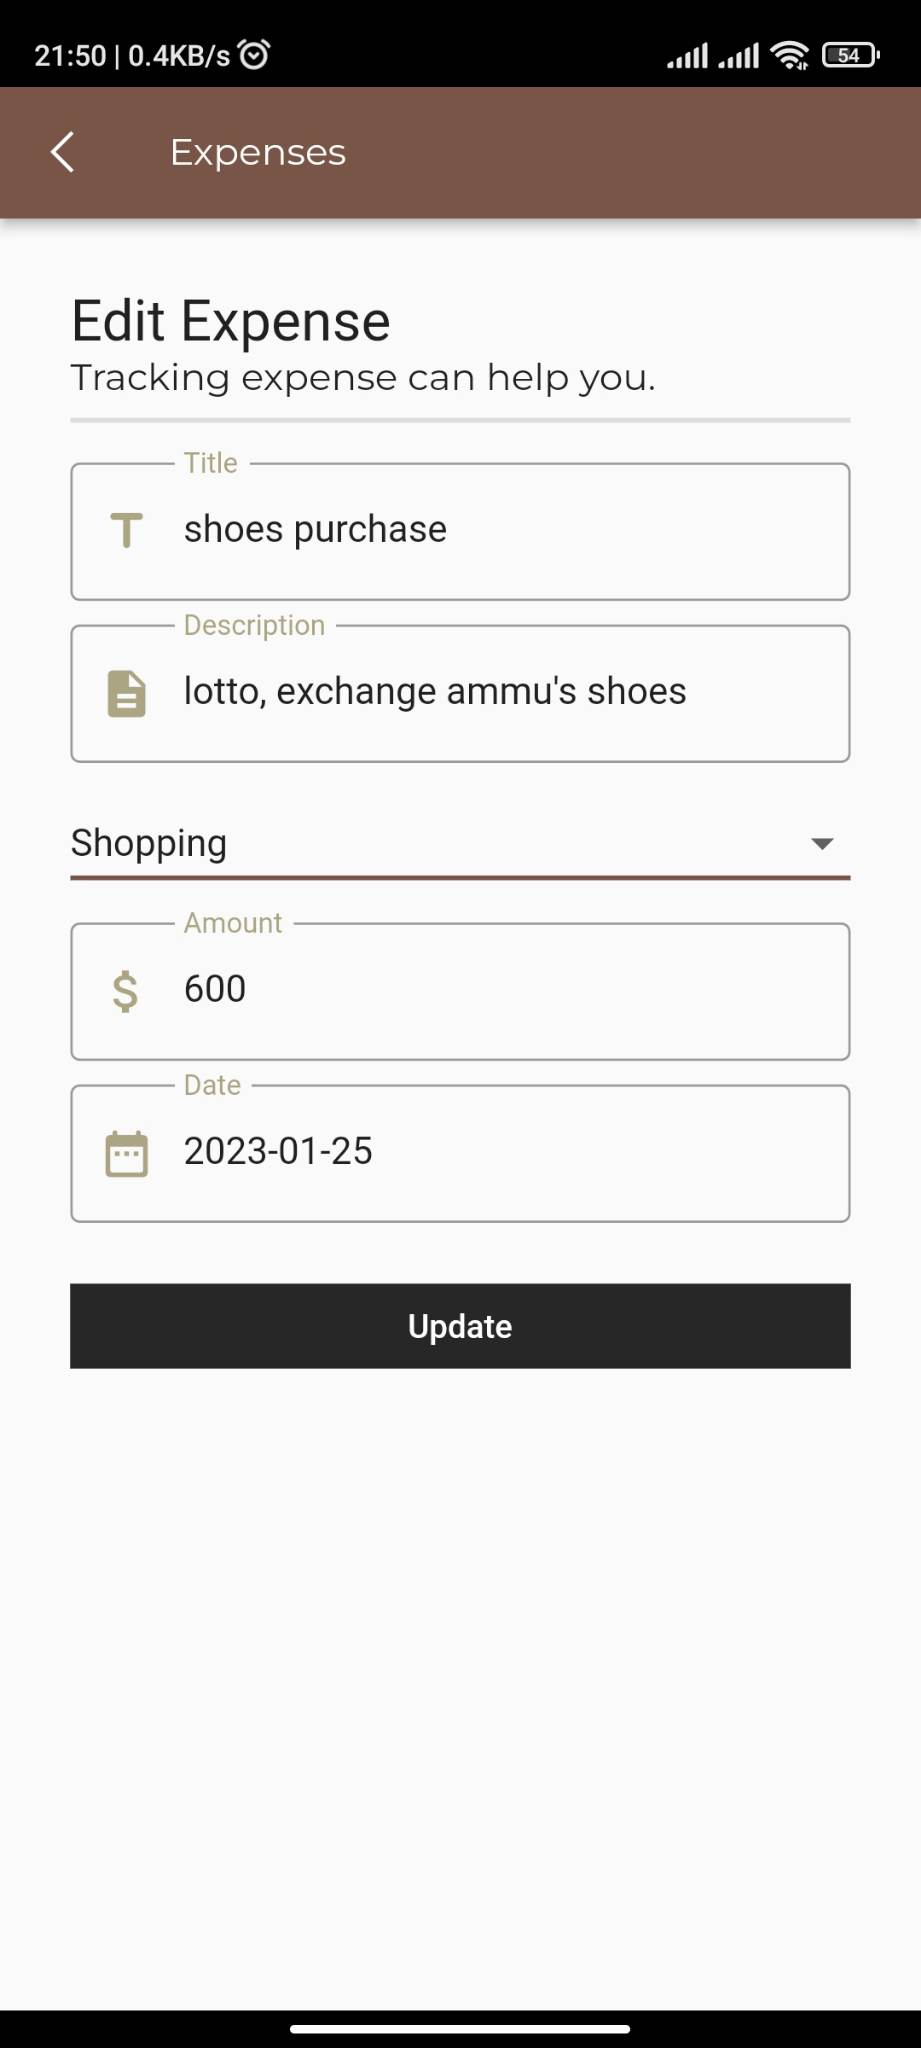 21:50 | 0.4KB/s
54
Expenses
Edit Expense
Tracking expense can help you.
Title
shoes purchase
Description
lotto, exchange ammu's shoes
Shopping
Amount
$ 600
Date
2023-01-25
Update